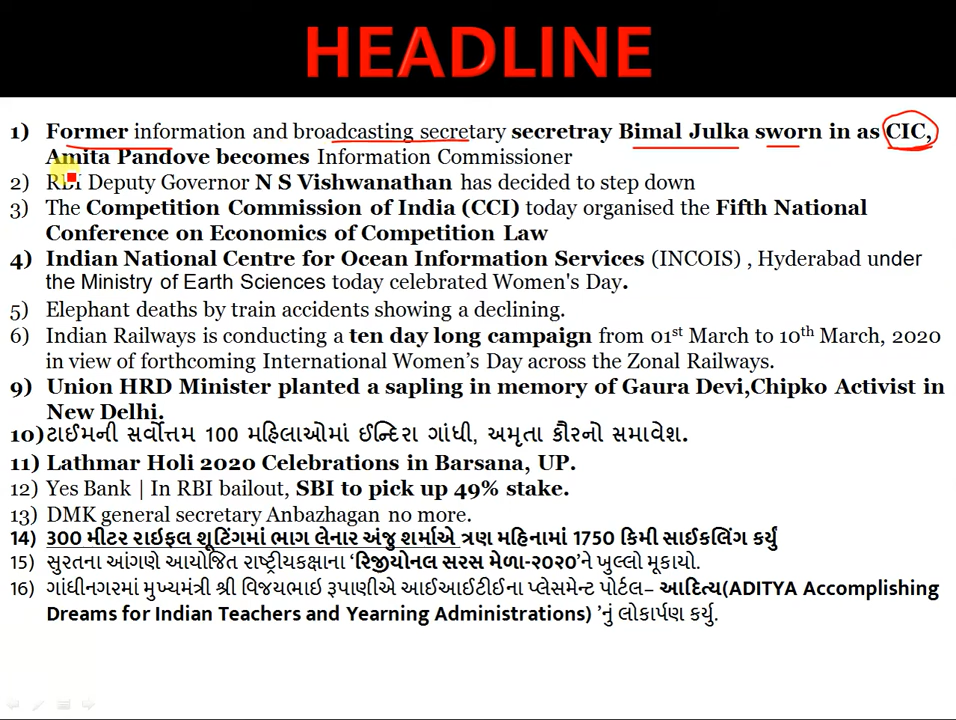 HEADLINE
1) Former information and broadcasting secretary secretray Bimal Julka sworn in as CIC,
Amita Pandove becomes Information Commissioner
2) RBI Deputy Governor N S Vishwanathan has decided to step down
3) The Competition Commission of India (CCI) today organised the Fifth National
Conference on Economics of Competition Law
4) Indian National Centre for Ocean Information Services (INCOIS) , Hyderabad under
the Ministry of Earth Sciences today celebrated Women's Day.
5) Elephant deaths by train accidents showing a declining.
6) Indian Railways is conducting a ten day long campaign from 01st March to 10th March, 2020
in view of forthcoming International Women’s Day across the Zonal Railways.
9) Union HRD Minister planted a sapling in memory of Gaura Devi,Chipko Activist in
New Delhi.
10)ટાઈમની સર્વોત્તમ 100 મહિલાઓમાં ઈન્દિરા ગાંધી, અમૃતા કૌરનો સમાવેશ.
11) Lathmar Holi 2020 Celebrations in Barsana, UP.
12) Yes Bank | In RBI bailout, SBI to pick up 49% stake.
13) DMK general secretary Anbazhagan no more.
14) 300 મીટર રાઇફલ શૂટિંગમાં ભાગ લેનાર અંજુ શર્માએ ત્રણ મહિનામાં 1750 કિમી સાઈકલિંગ કર્યું
15) સુરતના આંગણે આયોજિત રાષ્ટ્રીયકક્ષાના ‘રિજીયોનલ સરસ મેળા-૨૦૨૦’ને ખુલ્લો મૂકાયો.
16) ગાંધીનગરમાં મુખ્યમંત્રી શ્રી વિજયભાઇ રૂપાણીએ આઈઆઈટીઈના પ્લેસમેન્ટ પોર્ટલ– આદિત્ય(ADITYA Accomplishing
Dreams for Indian Teachers and Yearning Administrations) ’નું લોકાર્પણ કર્યુ.